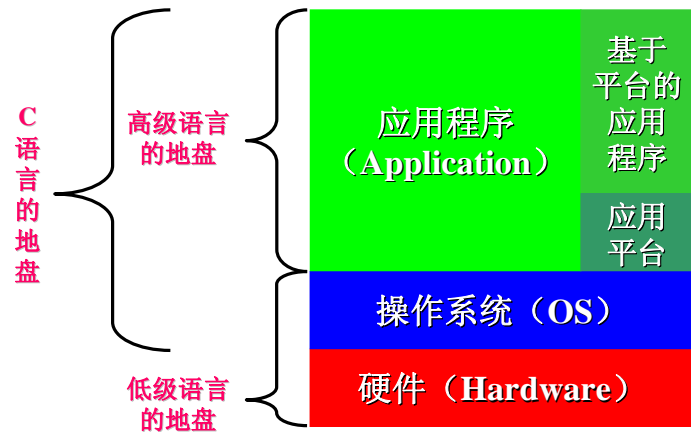 C
语
言
的
地
盘
高级语言
的地盘
低级语言
的地盘
应用程序
（Application）
基于
平台的
应用
程序
应用
平台
操作系统（OS）
硬件（Hardware）